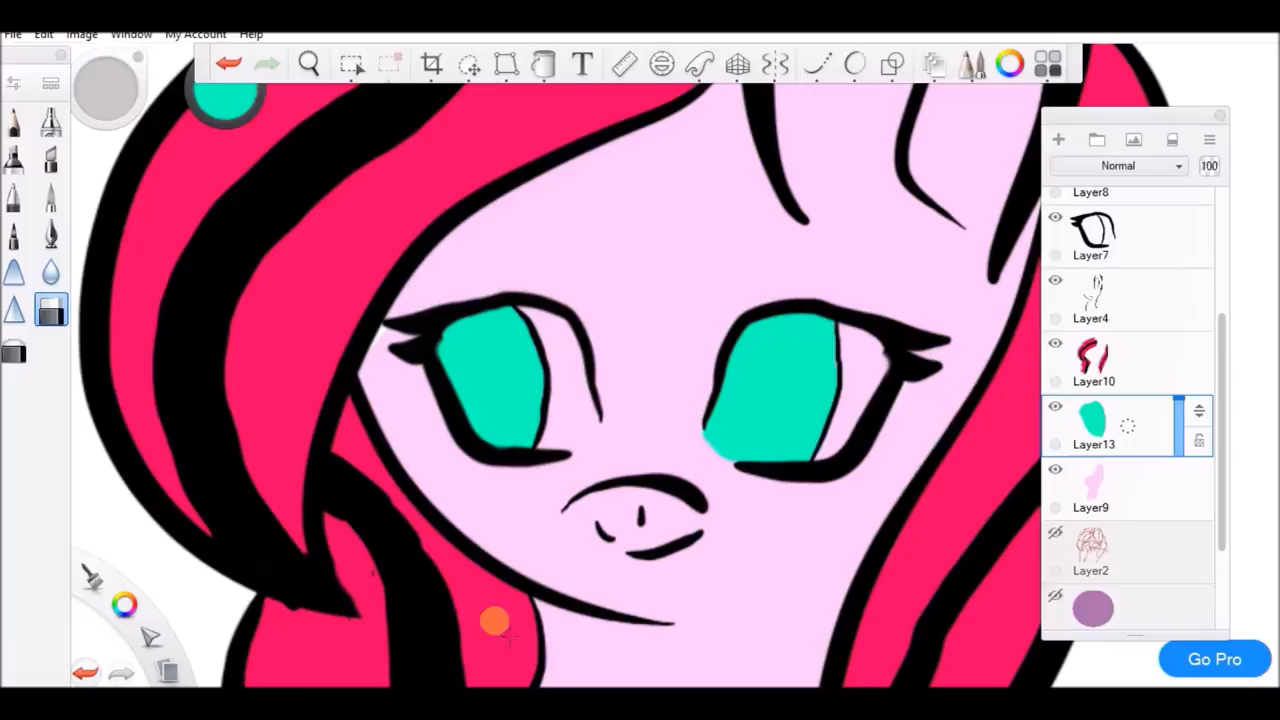 File Edit Image Window My Account Help
T
Normal 100
Layer8
Layer7
Layer4
Layer10
Layer13
Layer9
Layer2
Go Pro